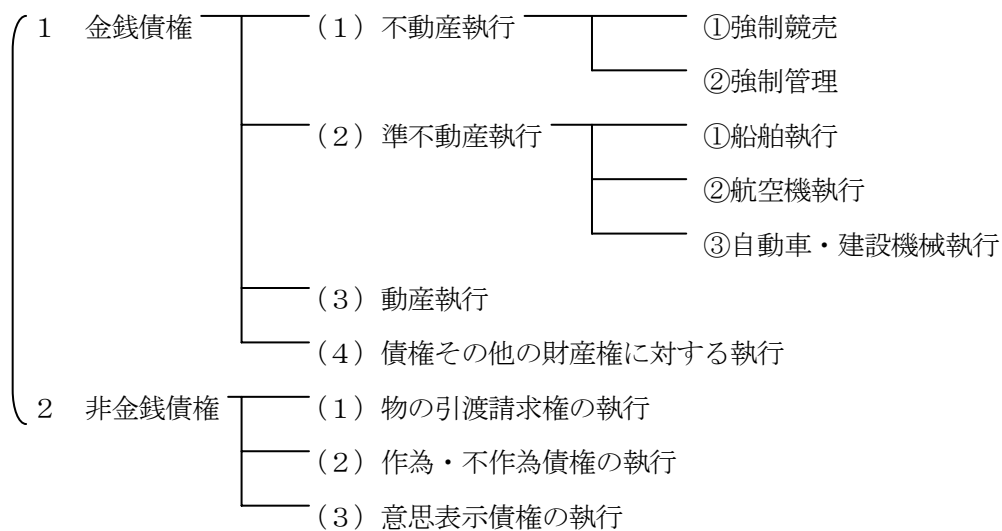 1 金銭債権 (1)不動産執行 ①強制競売
②強制管理
(2)準不動産執行 ①船舶執行
②航空機執行
③自動車・建設機械執行
(3)動産執行
(4)債権その他の財産権に対する執行
2 非金銭債権 (1)物の引渡請求権の執行
(2)作為・不作為債権の執行
(3)意思表示債権の執行